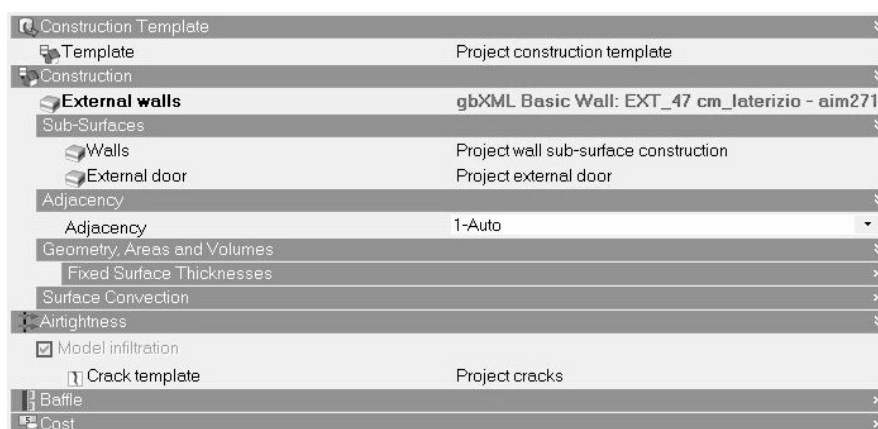 Construction Template
Template Project construction template
Construction
External walls gbXML Basic Wall: EXT_47 cm_laterizio - aim271
Sub-Surfaces
Walls Project wall sub-surface construction
External door Project external door
Adjacency
Adjacency 1-Auto
Geometry, Areas and Volumes
Fixed Surface Thicknesses
Surface Convection
Airtightness
Model infiltration
Crack template Project cracks
Baffle
Cost